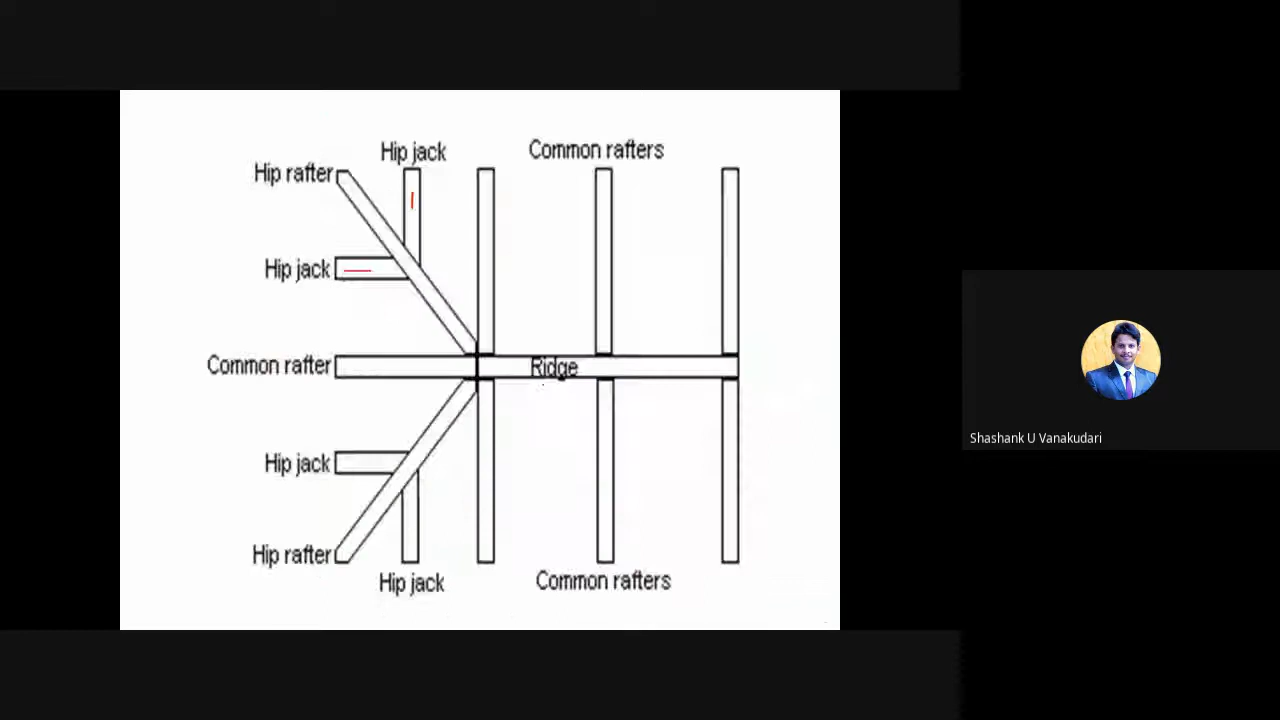 Hip jack
Common rafters
Hip rafter
Hip jack
Common rafter
Ridge
Hip jack
Hip rafter
Hip jack
Common rafters
Shashank U Vanakudari